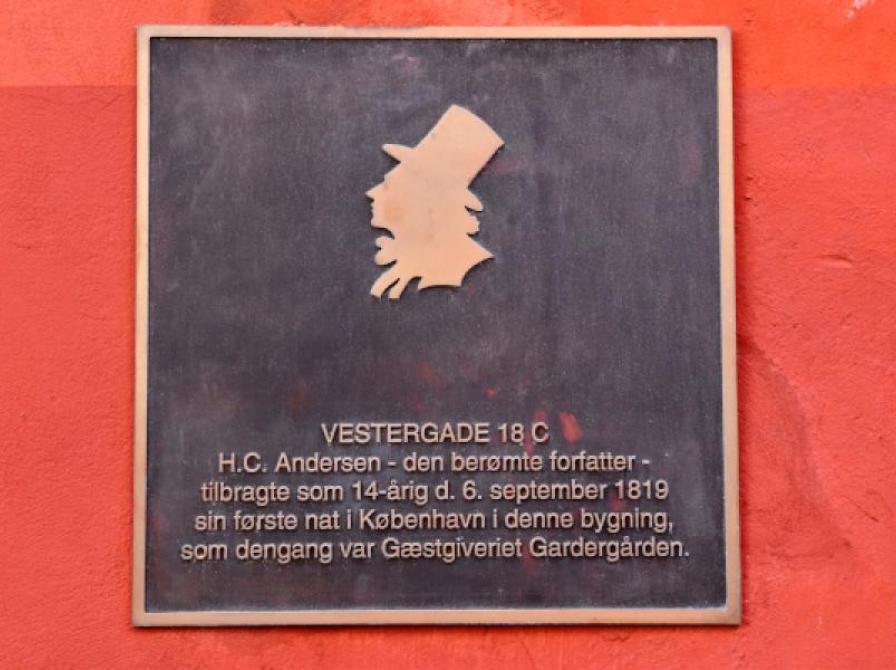 VESTERGADE 18 C
H.C. Andersen - den berømte forfatter -
tilbragte som 14-årig d. 6. september 1819
sin første nat i København i denne bygning,
som dengang var Gæstgiveriet Gardergården.